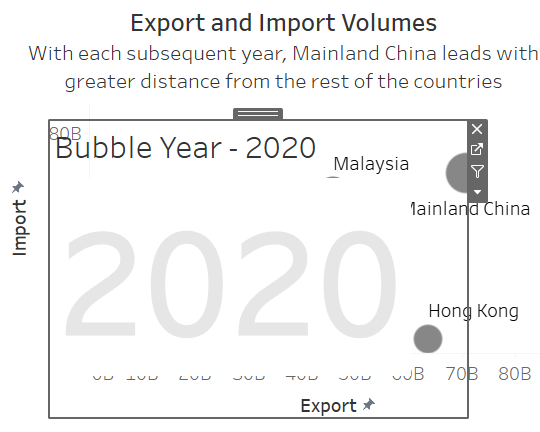 Export and Import Volumes
With each subsequent year, Mainland China leads with
greater distance from the rest of the countries
80B
Bubble Year - 2020
Malaysia
Mainland China
Import
2020
Hong Kong
0B 10B 20B 30B 40B 50B 60B 70B 80B
Export